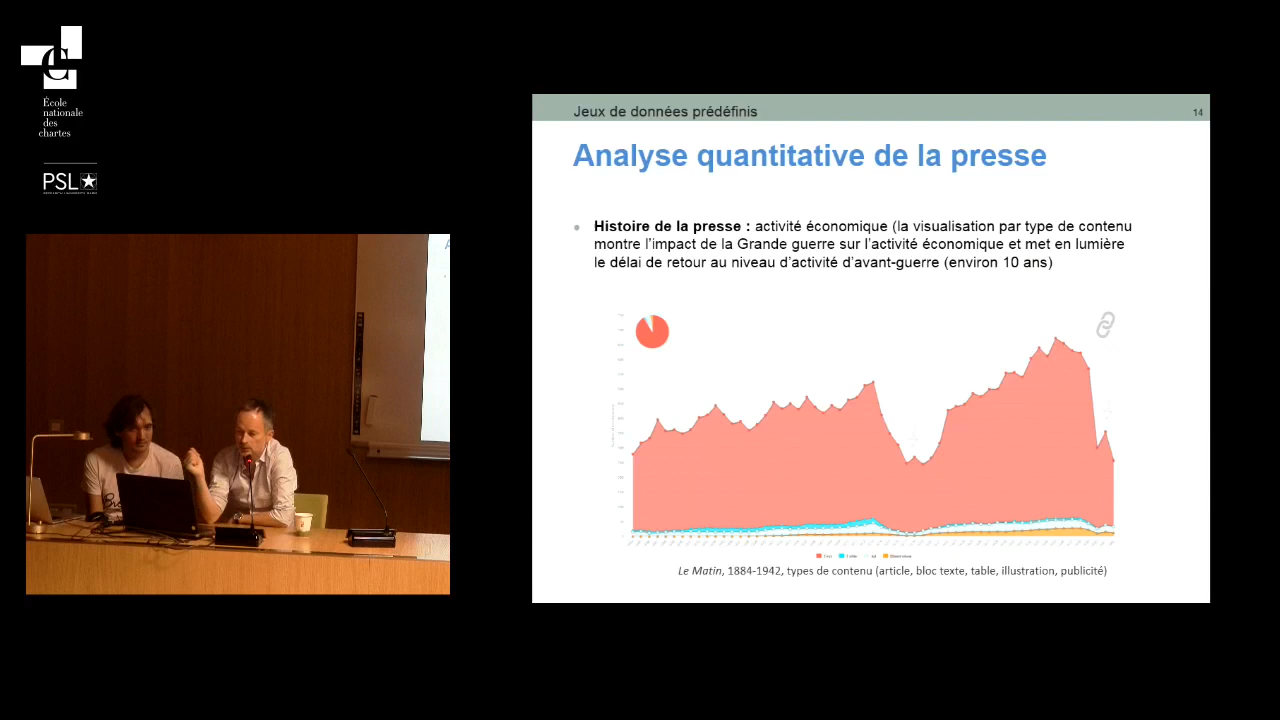 École
nationale
des
chartes
PSL
Jeux de données prédéfinis
14
Analyse quantitative de la presse
Histoire de la presse : activité économique (la visualisation par type de contenu
montre l'impact de la Grande guerre sur l'activité économique et met en lumière
le délai de retour au niveau d'activité d'avant-guerre (environ 10 ans)
Le Matin, 1884-1942, types de contenu (article, bloc texte, table, illustration, publicité)